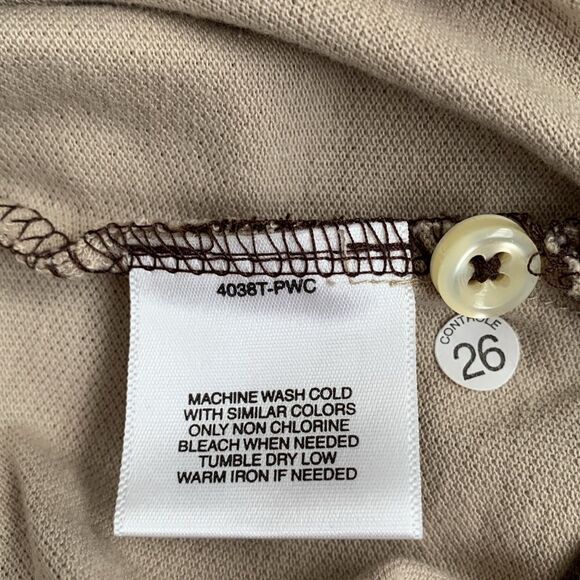 4038T-PWC
MACHINE WASH COLD
WITH SIMILAR COLORS
ONLY NON CHLORINE
BLEACH WHEN NEEDED
TUMBLE DRY LOW
WARM IRON IF NEEDED
CONTROLE
26